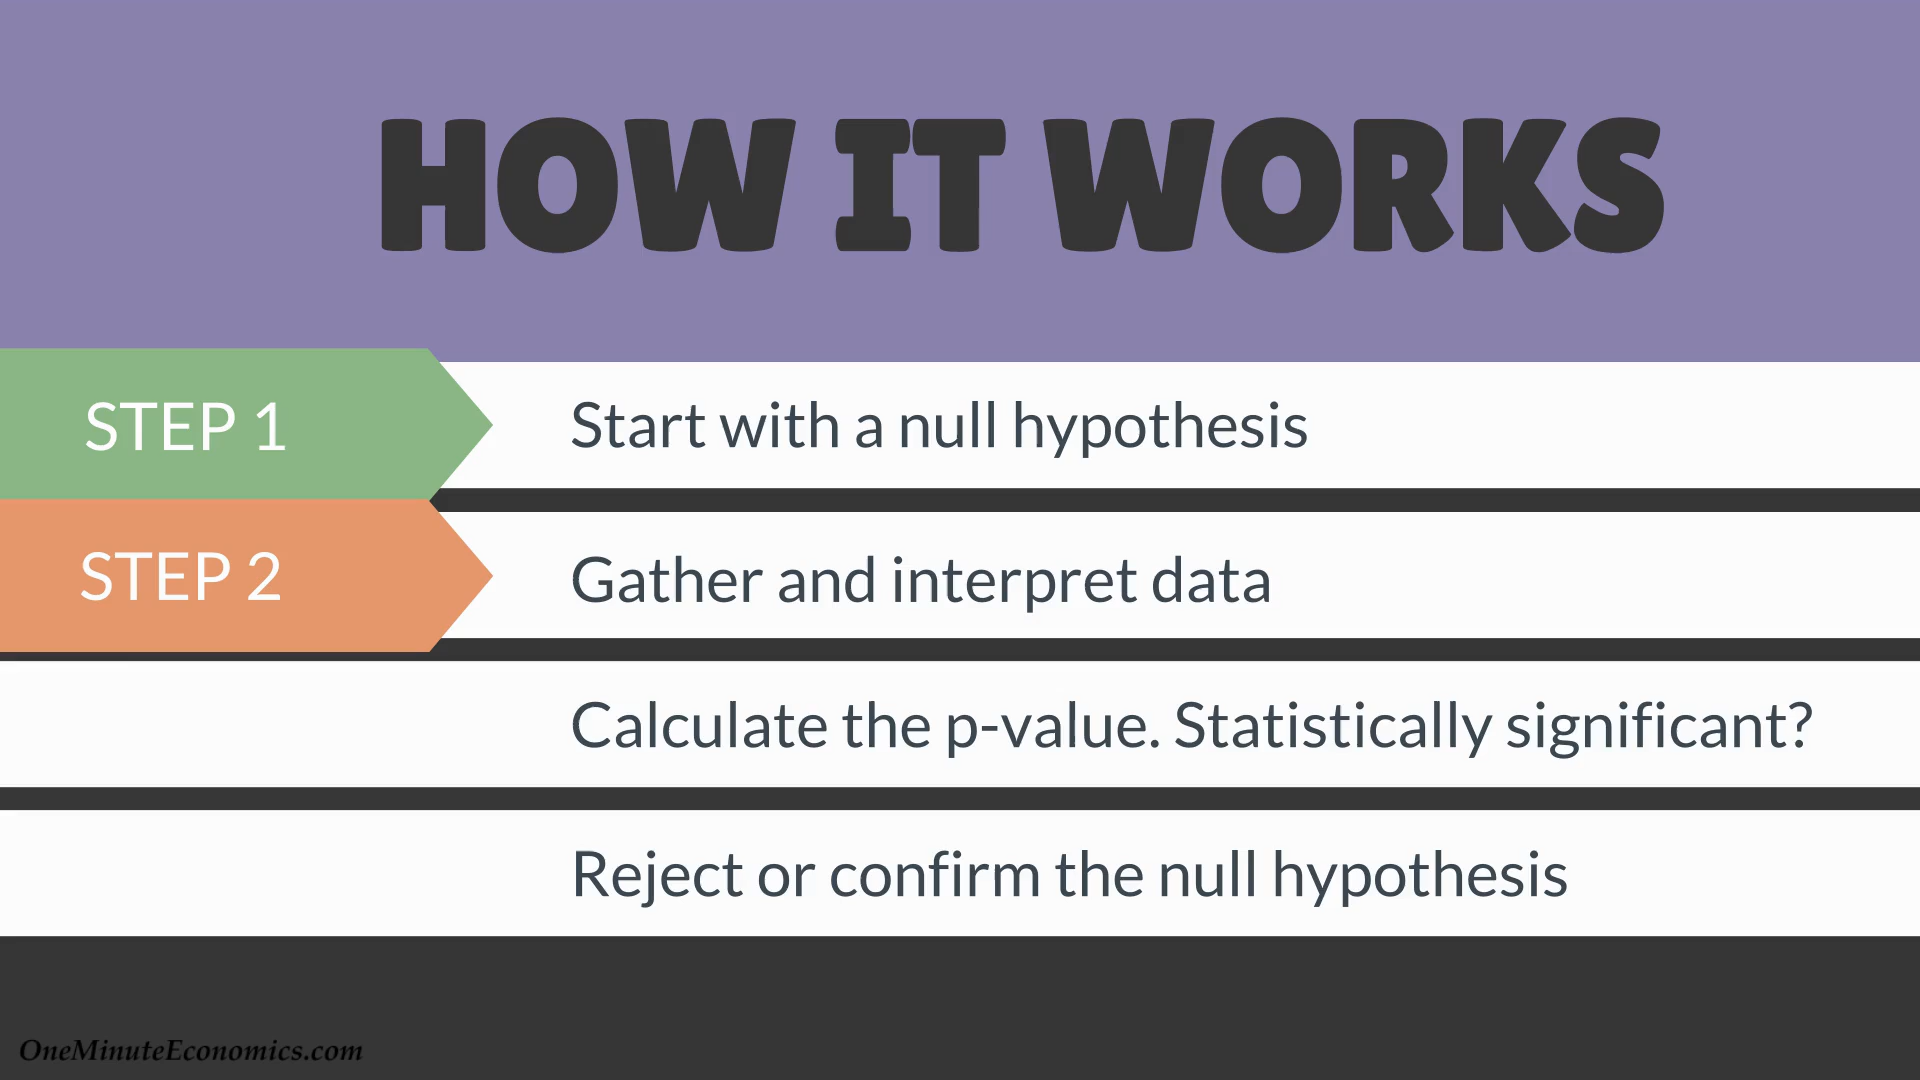 HOW IT WORKS
STEP 1
Start with a null hypothesis
STEP 2
Gather and interpret data
Calculate the p-value. Statistically significant?
Reject or confirm the null hypothesis
OneMinuteEconomics.com